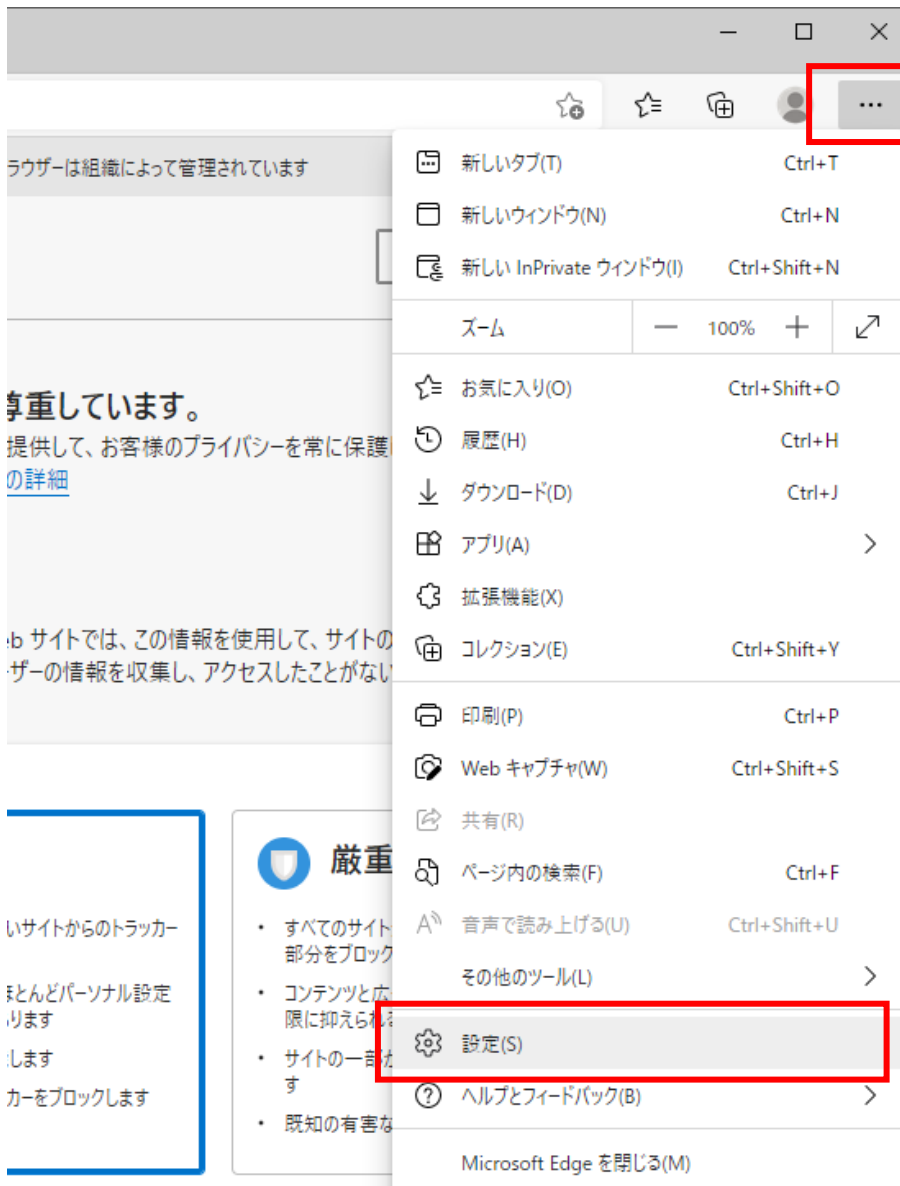 ラウザーは組織によって管理されています
尊重しています。
提供して、お客様のプライバシーを常に保護
の詳細
eb サイトでは、この情報を使用して、サイトの
ーザーの情報を収集し、アクセスしたことがない
いサイトからのトラッカー
ほとんどパーソナル設定
ります
します
カーをブロックします
厳重
• すべてのサイト
部分をブロック
• コンテンツと広
限に抑えられる
• サイトの一部が
す
• 既知の有害な
新しいタブ(T) Ctrl+T
新しいウィンドウ(N) Ctrl+N
新しい InPrivate ウィンドウ(I) Ctrl+Shift+N
ズーム 100%
お気に入り(O) Ctrl+Shift+O
履歴(H) Ctrl+H
ダウンロード(D) Ctrl+J
アプリ(A)
拡張機能(X)
コレクション(E) Ctrl+Shift+Y
印刷(P) Ctrl+P
Web キャプチャ(W) Ctrl+Shift+S
共有(R)
ページ内の検索(F) Ctrl+F
音声で読み上げる(U) Ctrl+Shift+U
その他のツール(L)
設定(S)
ヘルプとフィードバック(B)
Microsoft Edge を閉じる(M)